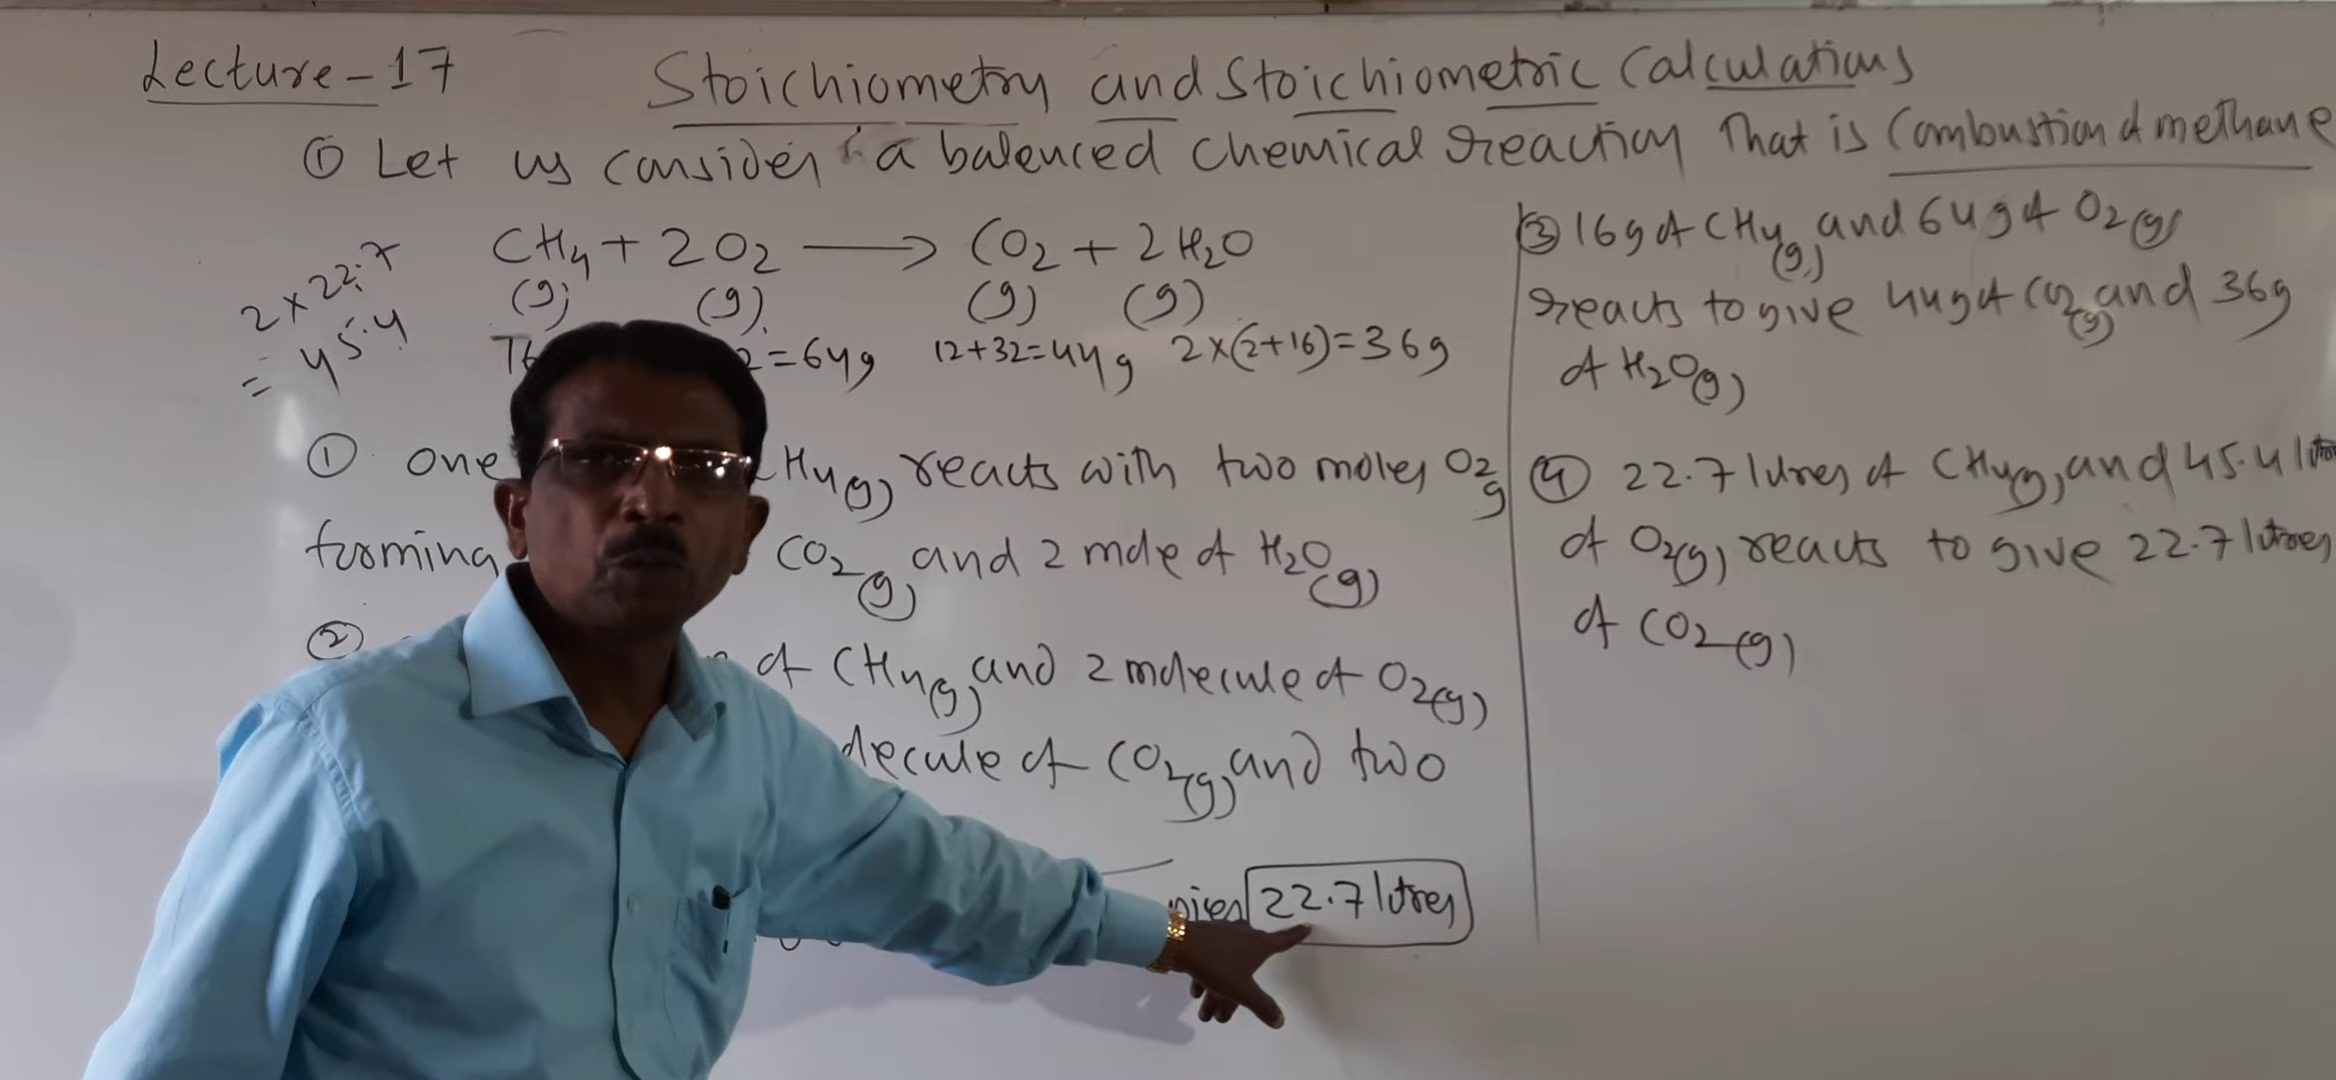 Lecture-17
Stoichiometry and Stoichiometric Calculations
① Let us consider a balenced chemical reaction That is Combustion of methane
2 × 22.7
= 45.4
CH4 + 2O2 ⟶ CO2 + 2H2O
(g) (g) (g) (g)
=64g 12+32=44g 2×(2+16)=36g
① one CH4(g) reacts with two moles O2 g
forming CO2(g) and 2 mole of H2O(g)
② of CH4(g) and 2 molecule of O2(g)
of CO2(g) and two
22.7 litres
③ 16g of CH4(g) and 64g of O2(g)
reacts to give 44g of CO2(g) and 36g
of H2O(g)
④ 22.7 litres of CH4(g) and 45.4
of O2(g) reacts to give 22.7 litres
of CO2(g)